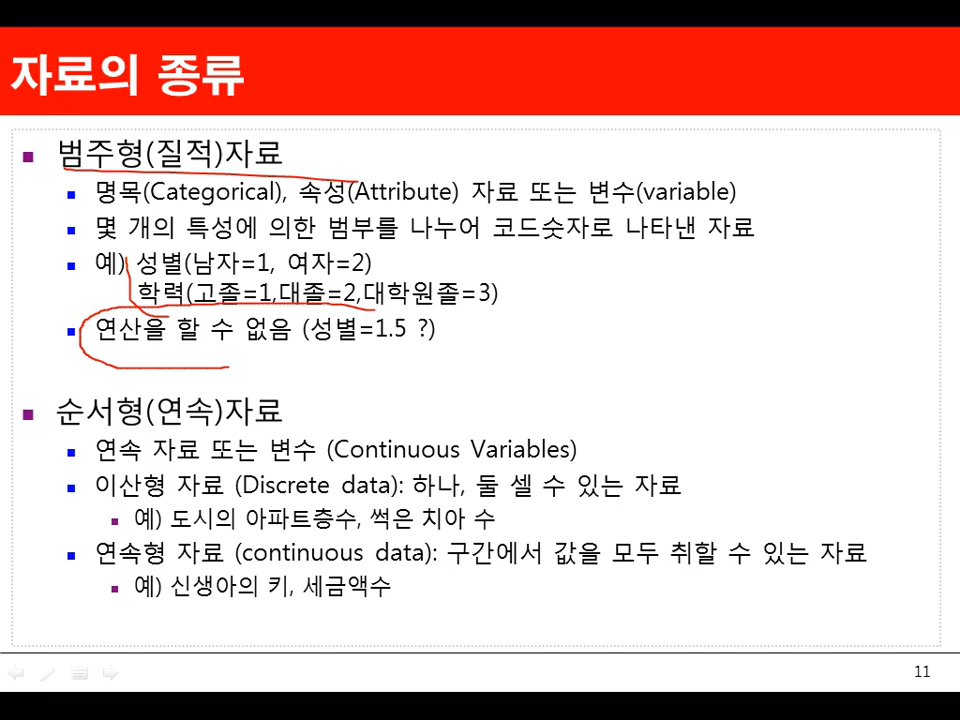 자료의 종류
범주형(질적)자료
명목(Categorical), 속성(Attribute) 자료 또는 변수(variable)
몇 개의 특성에 의한 범부를 나누어 코드숫자로 나타낸 자료
예) 성별(남자=1, 여자=2)
학력(고졸=1,대졸=2,대학원졸=3)
연산을 할 수 없음 (성별=1.5 ?)
순서형(연속)자료
연속 자료 또는 변수 (Continuous Variables)
이산형 자료 (Discrete data): 하나, 둘 셀 수 있는 자료
예) 도시의 아파트층수, 썩은 치아 수
연속형 자료 (continuous data): 구간에서 값을 모두 취할 수 있는 자료
예) 신생아의 키, 세금액수
11